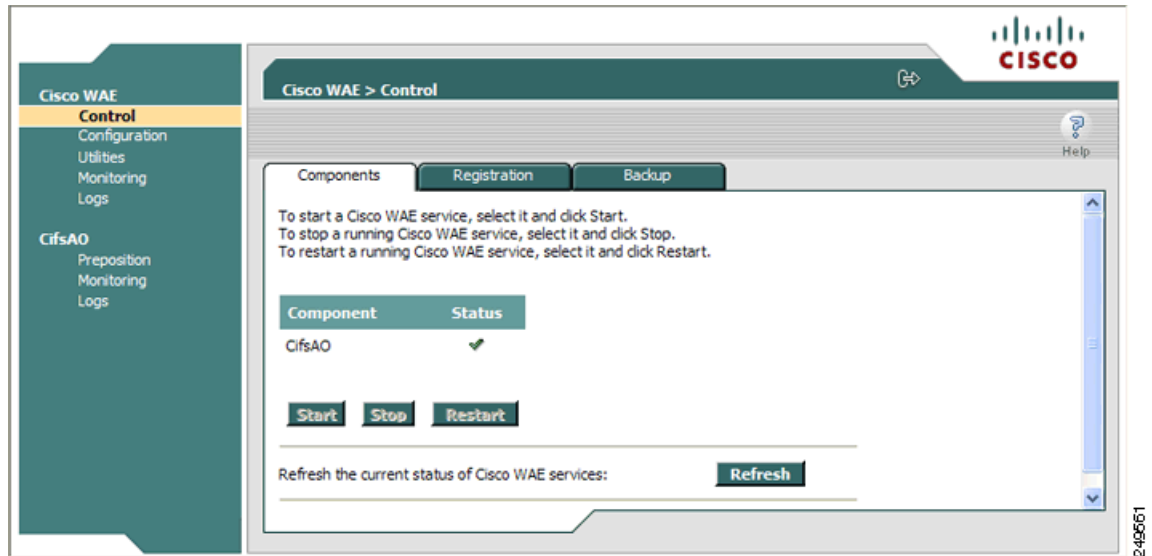 CISCO
Cisco WAE
Control
Configuration
Utilities
Monitoring
Logs
CifsAO
Preposition
Monitoring
Logs
Cisco WAE > Control
Help
Components Registration Backup
To start a Cisco WAE service, select it and click Start.
To stop a running Cisco WAE service, select it and click Stop.
To restart a running Cisco WAE service, select it and click Restart.
Component Status
CifsAO
Start Stop Restart
Refresh the current status of Cisco WAE services: Refresh
249561